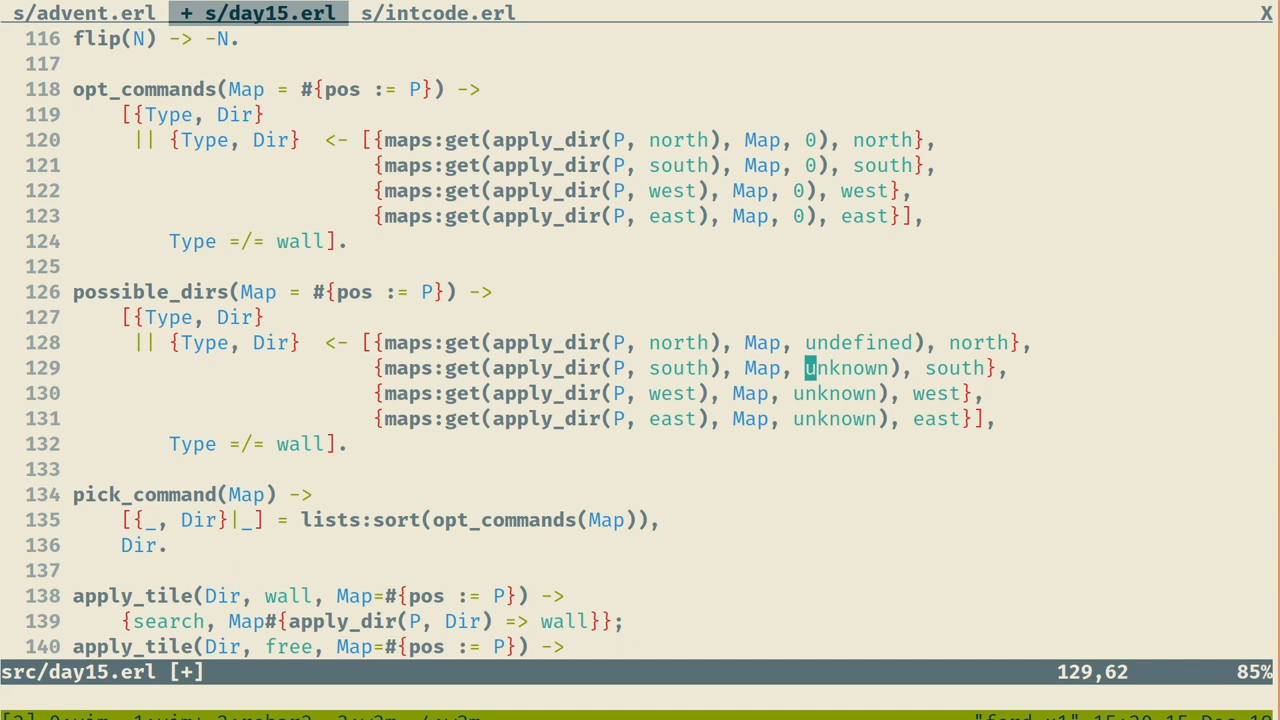 s/advent.erl + s/day15.erl s/intcode.erl X
116 flip(N) -> -N.
117
118 opt_commands(Map = #{pos := P}) ->
119     [{Type, Dir}
120      || {Type, Dir}  <- [{maps:get(apply_dir(P, north), Map, 0), north},
121                          {maps:get(apply_dir(P, south), Map, 0), south},
122                          {maps:get(apply_dir(P, west), Map, 0), west},
123                          {maps:get(apply_dir(P, east), Map, 0), east}],
124         Type =/= wall].
125
126 possible_dirs(Map = #{pos := P}) ->
127     [{Type, Dir}
128      || {Type, Dir}  <- [{maps:get(apply_dir(P, north), Map, undefined), north},
129                          {maps:get(apply_dir(P, south), Map, unknown), south},
130                          {maps:get(apply_dir(P, west), Map, unknown), west},
131                          {maps:get(apply_dir(P, east), Map, unknown), east}],
132         Type =/= wall].
133
134 pick_command(Map) ->
135     [{_, Dir}|_] = lists:sort(opt_commands(Map)),
136     Dir.
137
138 apply_tile(Dir, wall, Map=#{pos := P}) ->
139     {search, Map#{apply_dir(P, Dir) => wall}};
140 apply_tile(Dir, free, Map=#{pos := P}) ->
src/day15.erl [+] 129,62 85%